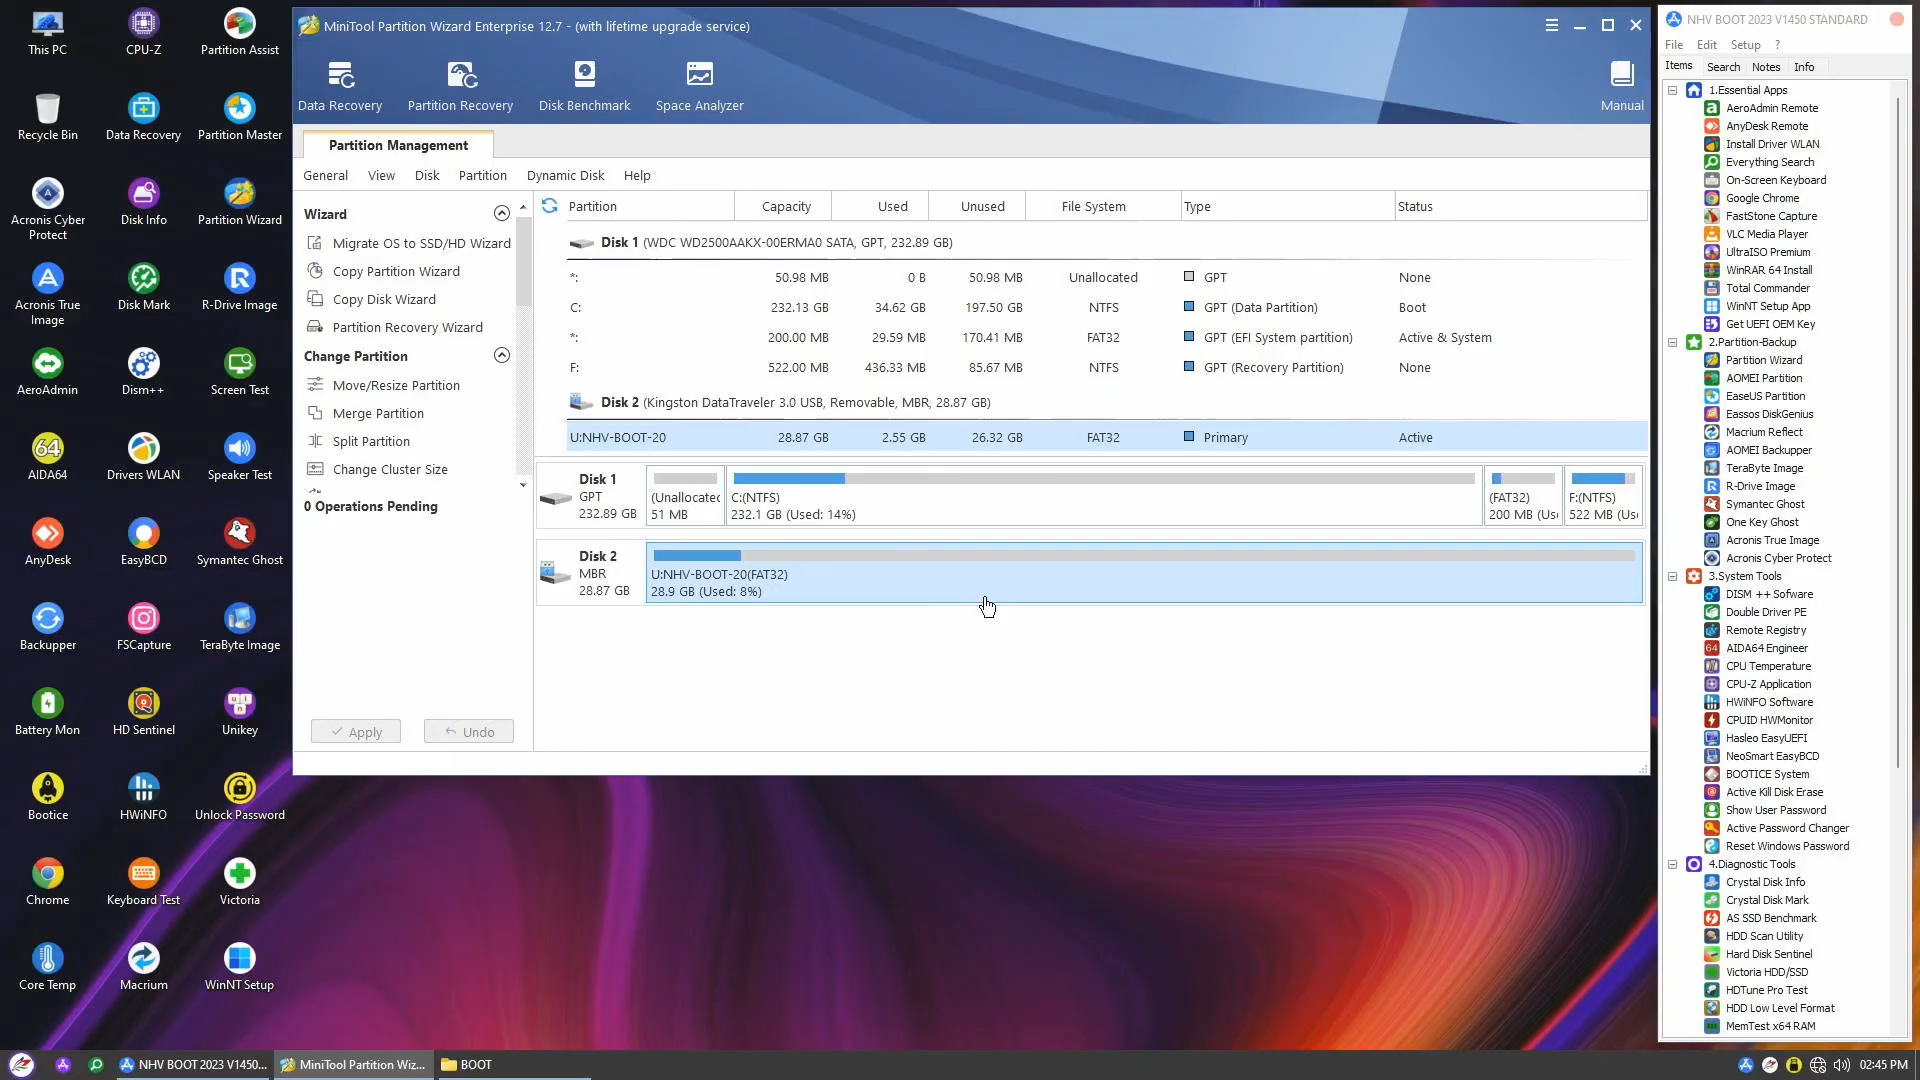 This PC
CPU-Z
Partition Assist
Recycle Bin
Data Recovery
Partition Master
Acronis Cyber Protect
Disk Info
Partition Wizard
Acronis True Image
Disk Mark
R-Drive Image
AeroAdmin
Dism++
Screen Test
64
AIDA64
Drivers WLAN
Speaker Test
AnyDesk
EasyBCD
Symantec Ghost
Backupper
FSCapture
TeraByte Image
Battery Mon
HD Sentinel
Unikey
Bootice
HWiNFO
Unlock Password
Chrome
Keyboard Test
Victoria
Core Temp
Macrium
WinNT Setup
MiniTool Partition Wizard Enterprise 12.7 - (with lifetime upgrade service)
Data Recovery
Partition Recovery
Disk Benchmark
Space Analyzer
Manual
Partition Management
General View Disk Partition Dynamic Disk Help
Wizard
Migrate OS to SSD/HD Wizard
Copy Partition Wizard
Copy Disk Wizard
Partition Recovery Wizard
Change Partition
Move/Resize Partition
Merge Partition
Split Partition
Change Cluster Size
0 Operations Pending
Apply Undo
Partition Capacity Used Unused File System Type Status
Disk 1 (WDC WD2500AAKX-00ERMA0 SATA, GPT, 232.89 GB)
*: 50.98 MB 0 B 50.98 MB Unallocated GPT None
C: 232.13 GB 34.62 GB 197.50 GB NTFS GPT (Data Partition) Boot
*: 200.00 MB 29.59 MB 170.41 MB FAT32 GPT (EFI System partition) Active & System
F: 522.00 MB 436.33 MB 85.67 MB NTFS GPT (Recovery Partition) None
Disk 2 (Kingston DataTraveler 3.0 USB, Removable, MBR, 28.87 GB)
U:NHV-BOOT-20 28.87 GB 2.55 GB 26.32 GB FAT32 Primary Active
Disk 1
GPT
232.89 GB
(Unallocated
51 MB
C:(NTFS)
232.1 GB (Used: 14%)
(FAT32)
200 MB (Us
F:(NTFS)
522 MB (Us
Disk 2
MBR
28.87 GB
U:NHV-BOOT-20(FAT32)
28.9 GB (Used: 8%)
NHV BOOT 2023 V1450 STANDARD
File Edit Setup ?
Items Search Notes Info
1.Essential Apps
AeroAdmin Remote
AnyDesk Remote
Install Driver WLAN
Everything Search
On-Screen Keyboard
Google Chrome
FastStone Capture
VLC Media Player
UltraISO Premium
WinRAR 64 Install
Total Commander
WinNT Setup App
Get UEFI OEM Key
2.Partition-Backup
Partition Wizard
AOMEI Partition
EaseUS Partition
Eassos DiskGenius
Macrium Reflect
AOMEI Backupper
TeraByte Image
R-Drive Image
Symantec Ghost
One Key Ghost
Acronis True Image
Acronis Cyber Protect
3.System Tools
DISM ++ Sofware
Double Driver PE
Remote Registry
AIDA64 Engineer
CPU Temperature
CPU-Z Application
HWiNFO Software
CPUID HWMonitor
Hasleo EasyUEFI
NeoSmart EasyBCD
BOOTICE System
Active Kill Disk Erase
Show User Password
Active Password Changer
Reset Windows Password
4.Diagnostic Tools
Crystal Disk Info
Crystal Disk Mark
AS SSD Benchmark
HDD Scan Utility
Hard Disk Sentinel
Victoria HDD/SSD
HDTune Pro Test
HDD Low Level Format
MemTest x64 RAM
NHV BOOT 2023 V1450...
MiniTool Partition Wiz...
BOOT
02:45 PM